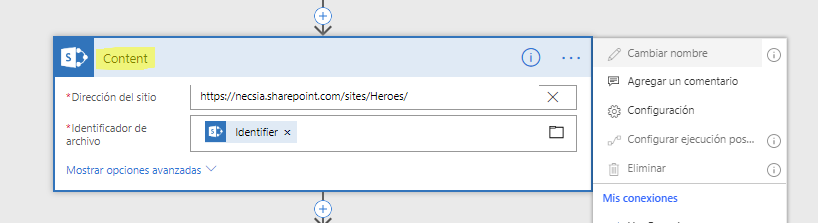 Content
*Dirección del sitio
https://necsia.sharepoint.com/sites/Heroes/
*Identificador de
archivo
Identifier
Mostrar opciones avanzadas
Cambiar nombre
Agregar un comentario
Configuración
Configurar ejecución pos...
Eliminar
Mis conexiones